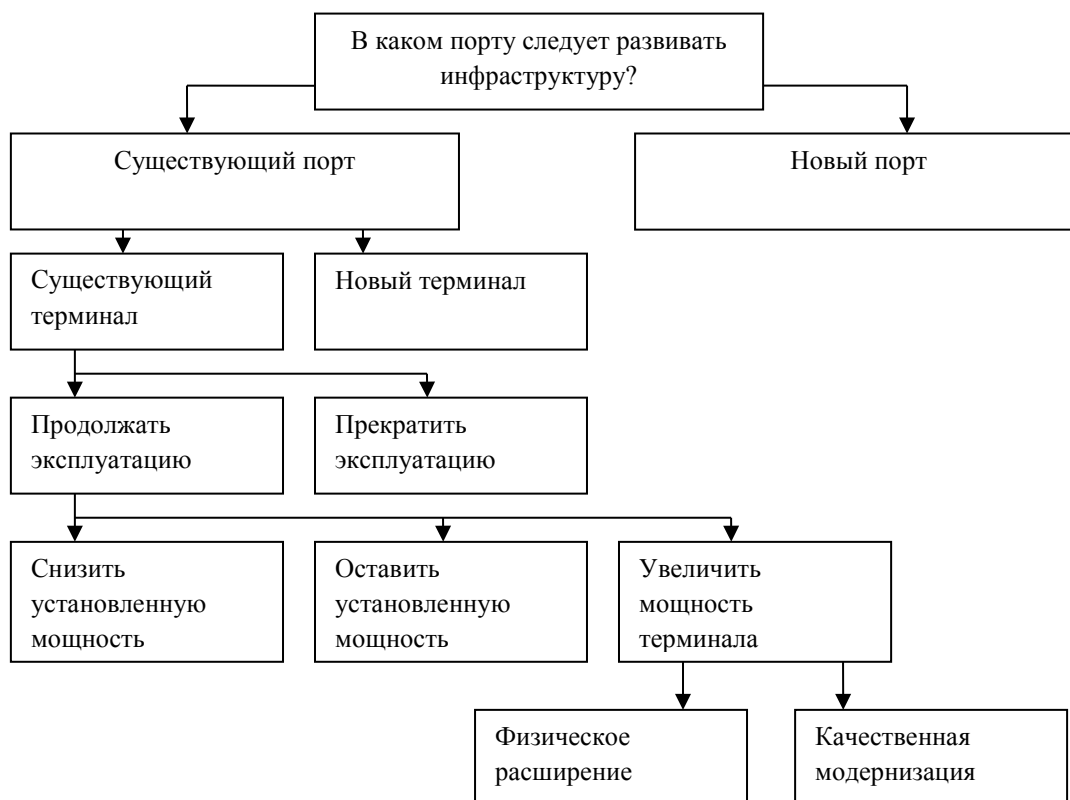 В каком порту следует развивать
инфраструктуру?
Существующий порт
Новый порт
Существующий
терминал
Новый терминал
Продолжать
эксплуатацию
Прекратить
эксплуатацию
Снизить
установленную
мощность
Оставить
установленную
мощность
Увеличить
мощность
терминала
Физическое
расширение
Качественная
модернизация